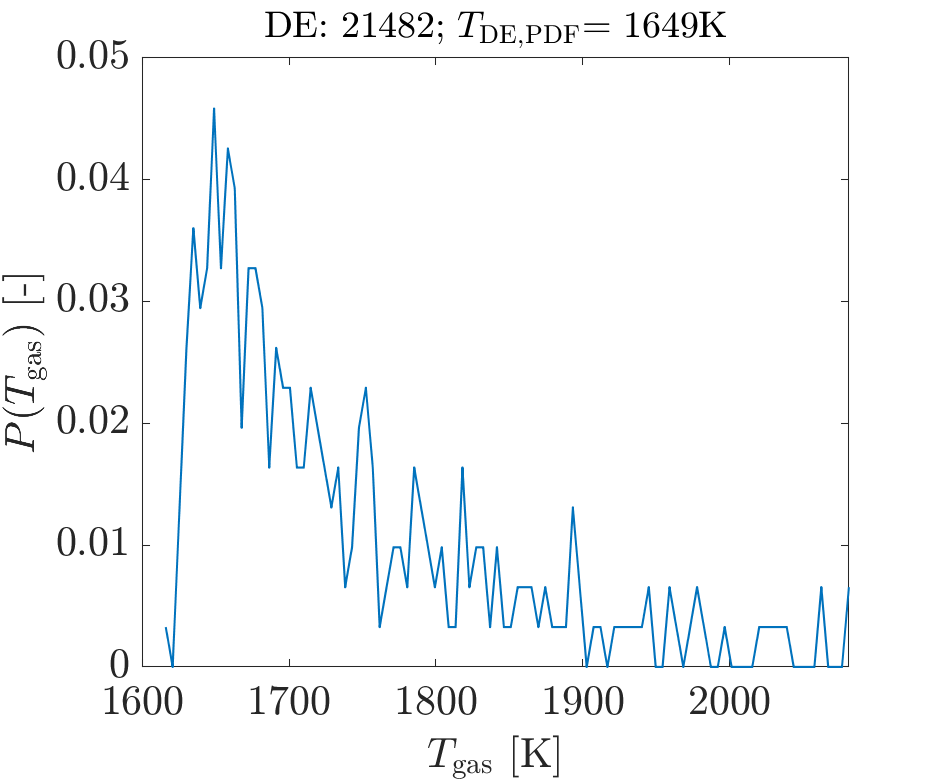 DE: 21482; T_DE,PDF= 1649K
0.05
0.04
0.03
0.02
0.01
0
P(T_gas) [-]
1600 1700 1800 1900 2000
T_gas [K]